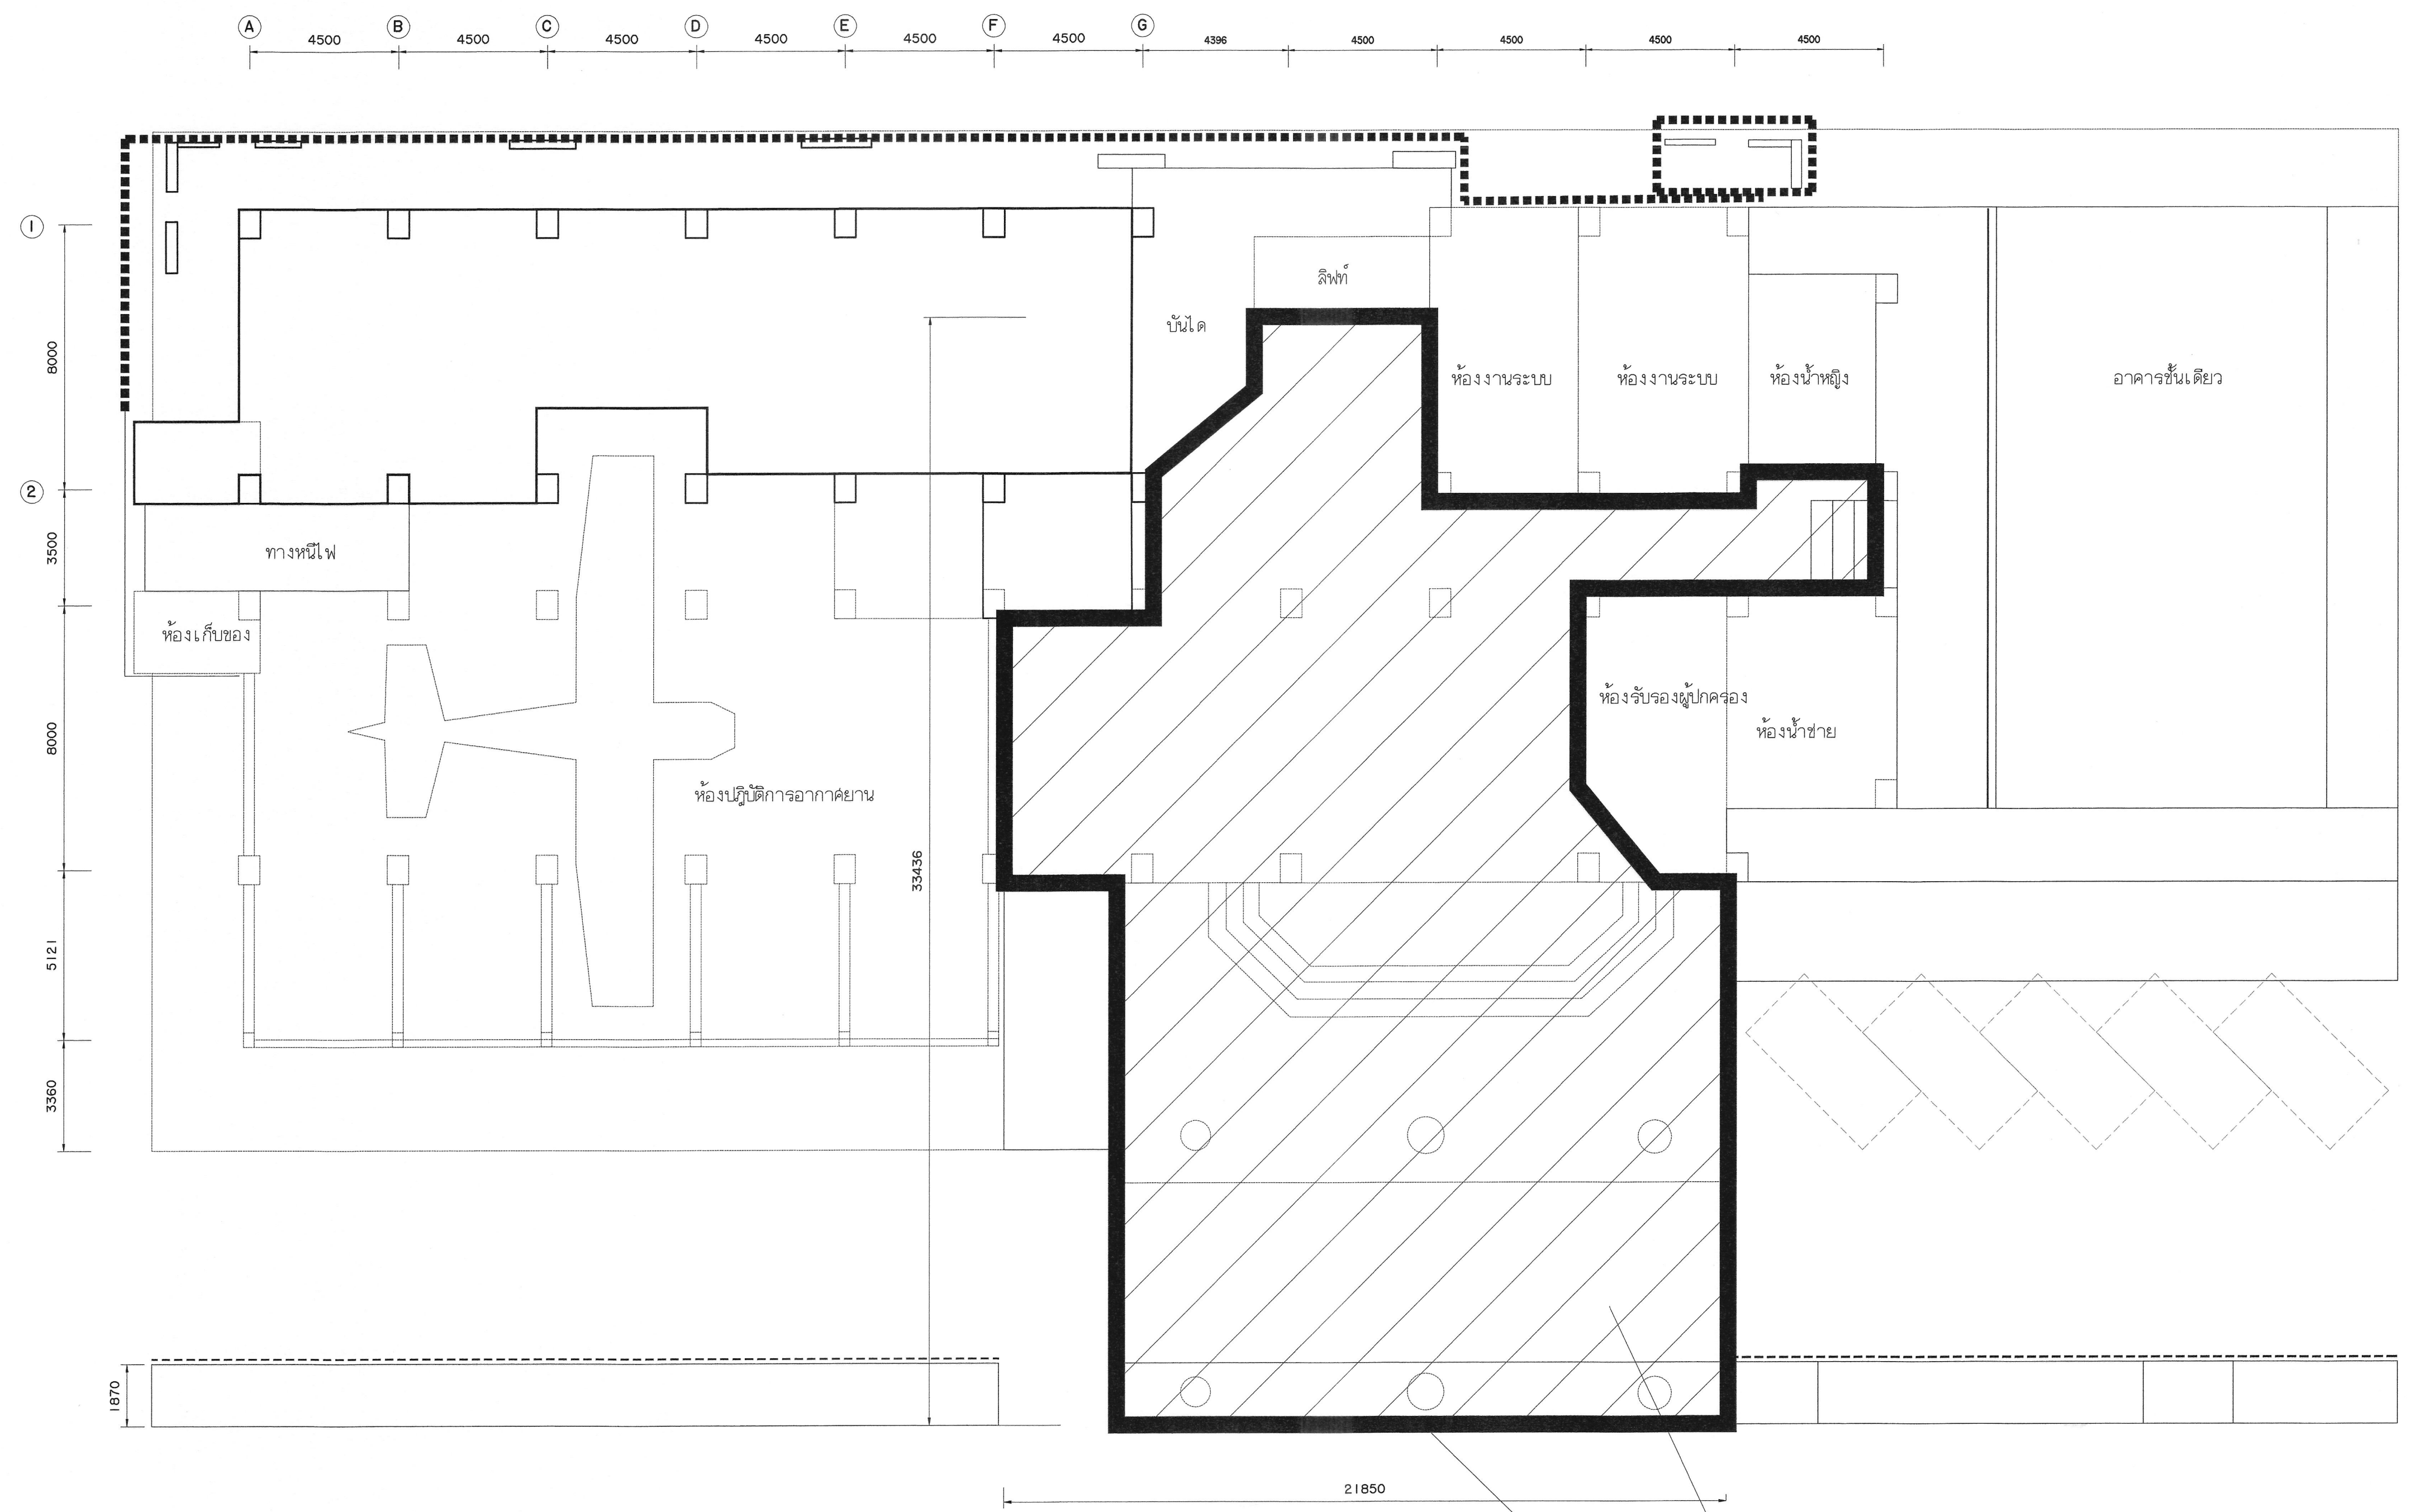 A B C D E F G
4500 4500 4500 4500 4500 4500 4396 4500 4500 4500 4500
1
ลิฟท์
บันได
8000
ห้องงานระบบ ห้องงานระบบ ห้องน้ำหญิง อาคารชั้นเดียว
2
3500
ทางหนีไฟ
ห้องเก็บของ
ห้องรับรองผู้ปกครอง
8000
ห้องน้ำชาย
ห้องปฎิบัติการอากาศยาน
33436
5121
3360
1870
21850